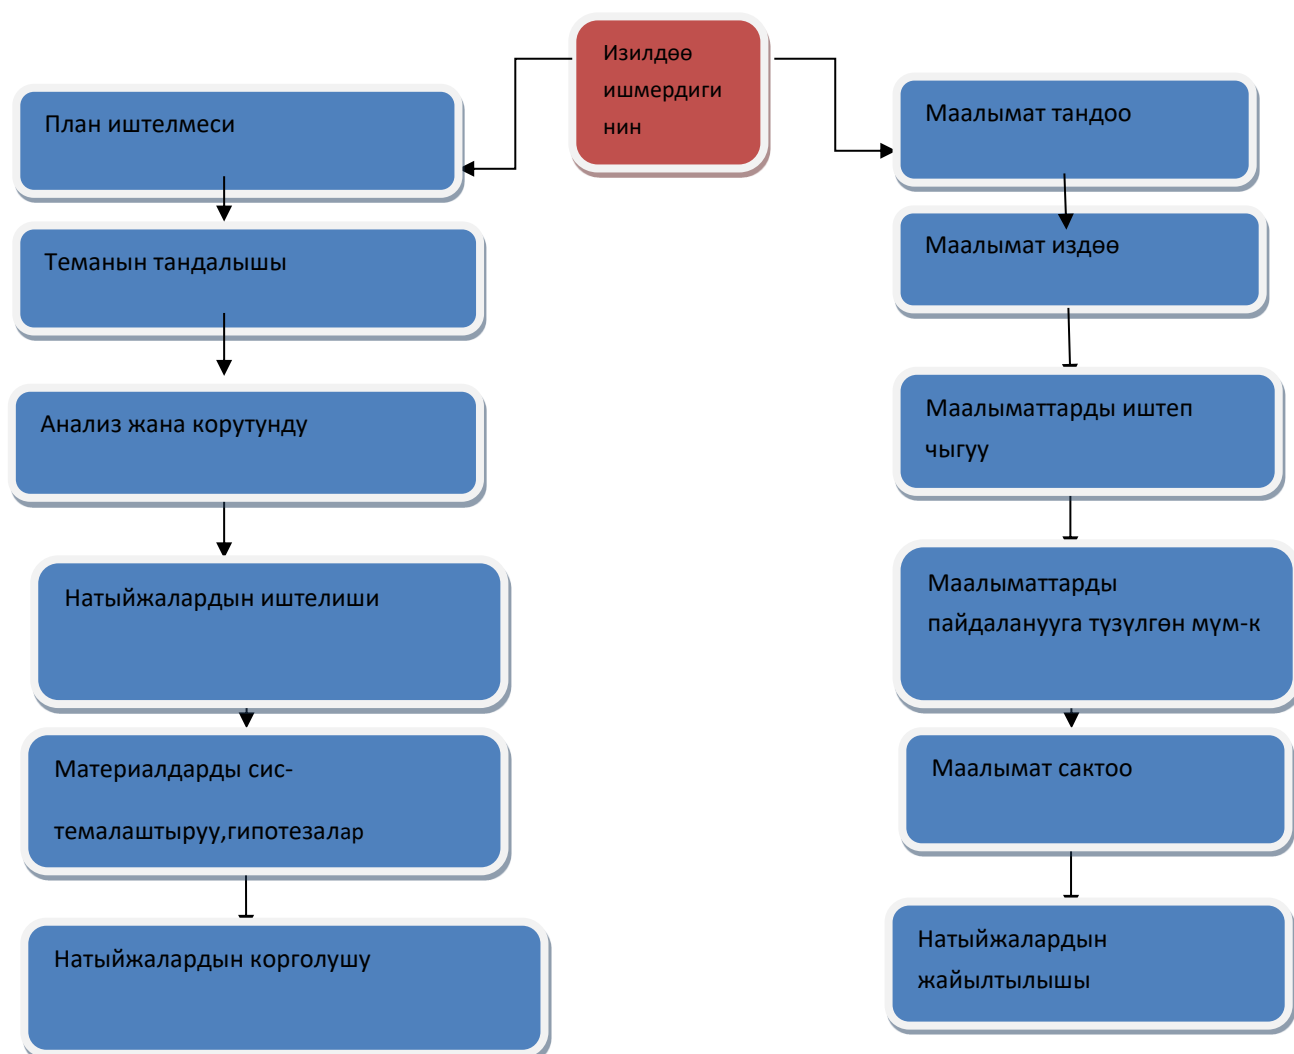 Изилдөө
ишмердиги
нин
План иштелмеси
Теманын тандалышы
Анализ жана корутунду
Натыйжалардын иштелиши
Материалдарды сис-
темалаштыруу,гипотезалар
Натыйжалардын корголушу
Маалымат тандоо
Маалымат издөө
Маалыматтарды иштеп
чыгуу
Маалыматтарды
пайдаланууга түзүлгөн мүм-к
Маалымат сактоо
Натыйжалардын
жайылтылышы